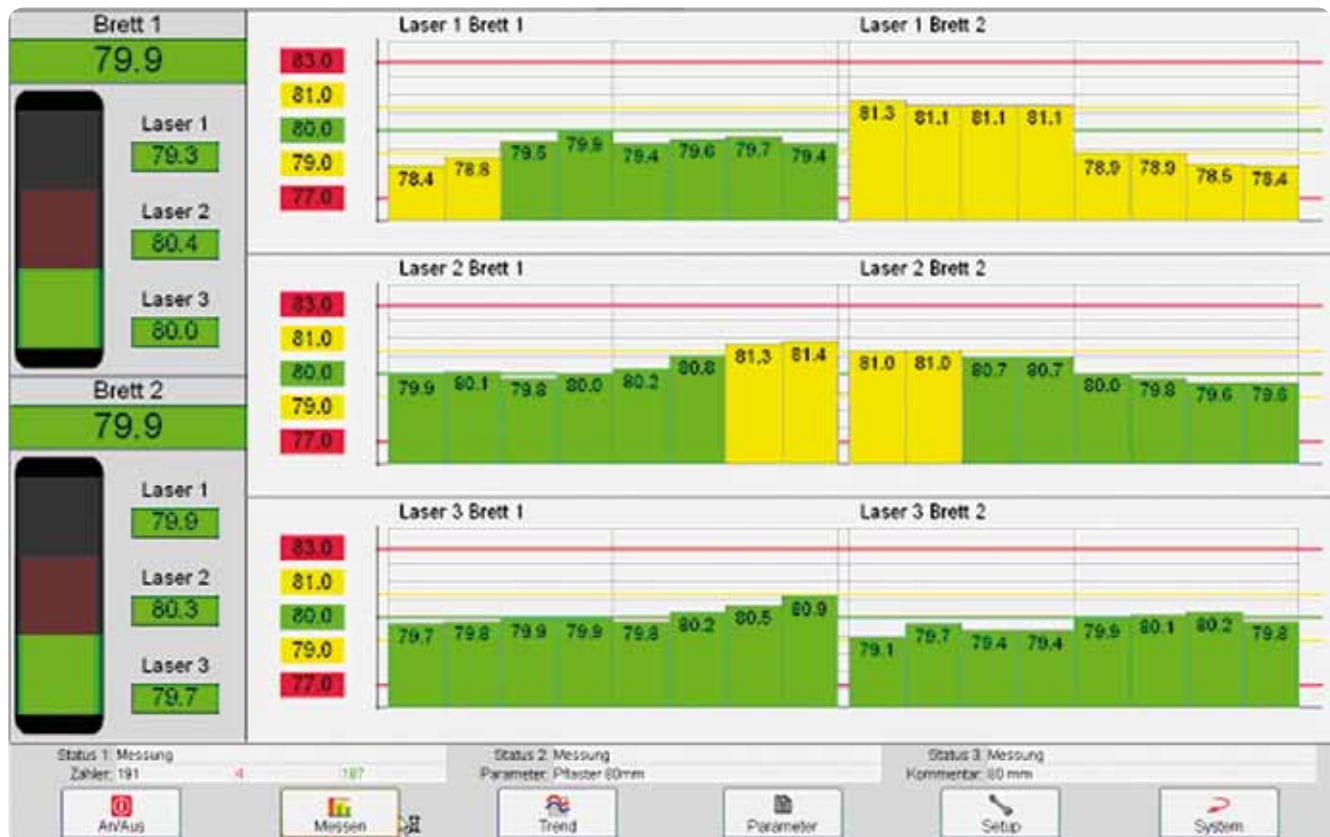 Brett 1
79.9
Laser 1
79.3
Laser 2
80.4
Laser 3
80.0
Brett 2
79.9
Laser 1
79.9
Laser 2
80.3
Laser 3
79.7
Laser 1 Brett 1
Laser 1 Brett 2
83.0
81.0
80.0
79.0
77.0
78.4 78.8 79.5 79.9 79.4 79.6 79.7 79.4
81.3 81.1 81.1 81.1 78.9 78.9 78.5 78.4
Laser 2 Brett 1
Laser 2 Brett 2
83.0
81.0
80.0
79.0
77.0
79.9 80.1 79.8 80.0 80.2 80.8 81.3 81.4
81.0 81.0 80.7 80.7 80.0 79.8 79.6 79.6
Laser 3 Brett 1
Laser 3 Brett 2
83.0
81.0
80.0
79.0
77.0
79.7 79.8 79.9 79.9 79.8 80.2 80.5 80.9
79.1 79.7 79.4 79.4 79.9 80.1 80.2 79.8
Status 1: Messung
Zähler: 191 4 187
Status 2: Messung
Parameter: Pflaster 80mm
Status 3: Messung
Kommentar: 80 mm
An/Aus
Messen
Trend
Parameter
Setup
System